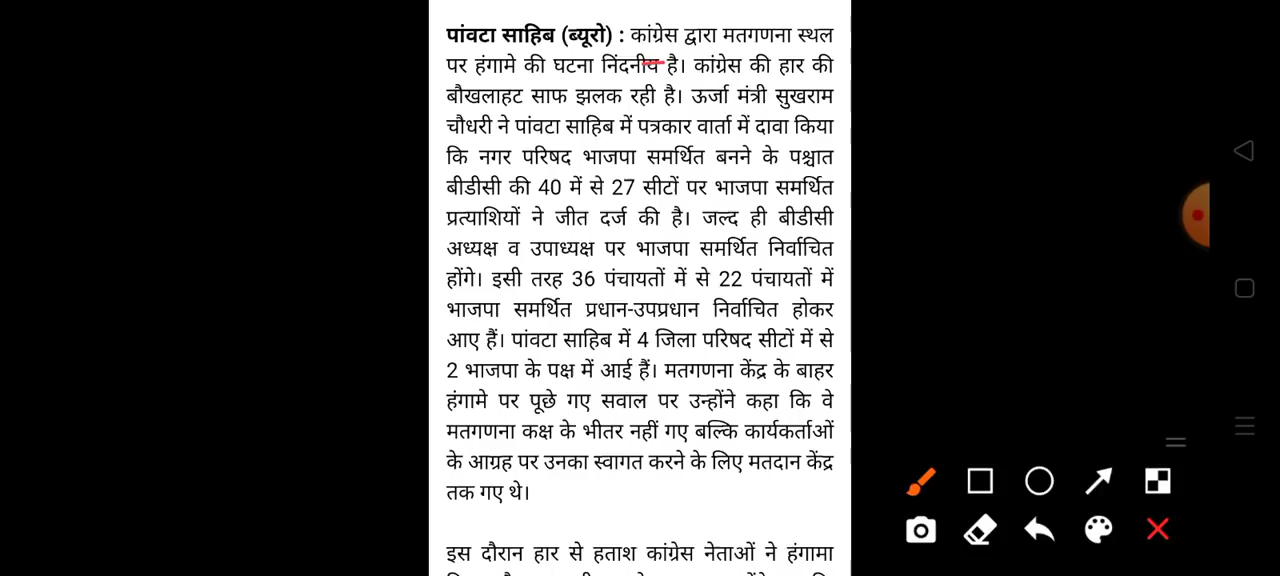 पांवटा साहिब (ब्यूरो) : कांग्रेस द्वारा मतगणना स्थल
पर हंगामे की घटना निंदनीय है। कांग्रेस की हार की
बौखलाहट साफ झलक रही है। ऊर्जा मंत्री सुखराम
चौधरी ने पांवटा साहिब में पत्रकार वार्ता में दावा किया
कि नगर परिषद भाजपा समर्थित बनने के पश्चात
बीडीसी की 40 में से 27 सीटों पर भाजपा समर्थित
प्रत्याशियों ने जीत दर्ज की है। जल्द ही बीडीसी
अध्यक्ष व उपाध्यक्ष पर भाजपा समर्थित निर्वाचित
होंगे। इसी तरह 36 पंचायतों में से 22 पंचायतों में
भाजपा समर्थित प्रधान-उपप्रधान निर्वाचित होकर
आए हैं। पांवटा साहिब में 4 जिला परिषद सीटों में से
2 भाजपा के पक्ष में आई हैं। मतगणना केंद्र के बाहर
हंगामे पर पूछे गए सवाल पर उन्होंने कहा कि वे
मतगणना कक्ष के भीतर नहीं गए बल्कि कार्यकर्ताओं
के आग्रह पर उनका स्वागत करने के लिए मतदान केंद्र
तक गए थे।
इस दौरान हार से हताश कांग्रेस नेताओं ने हंगामा